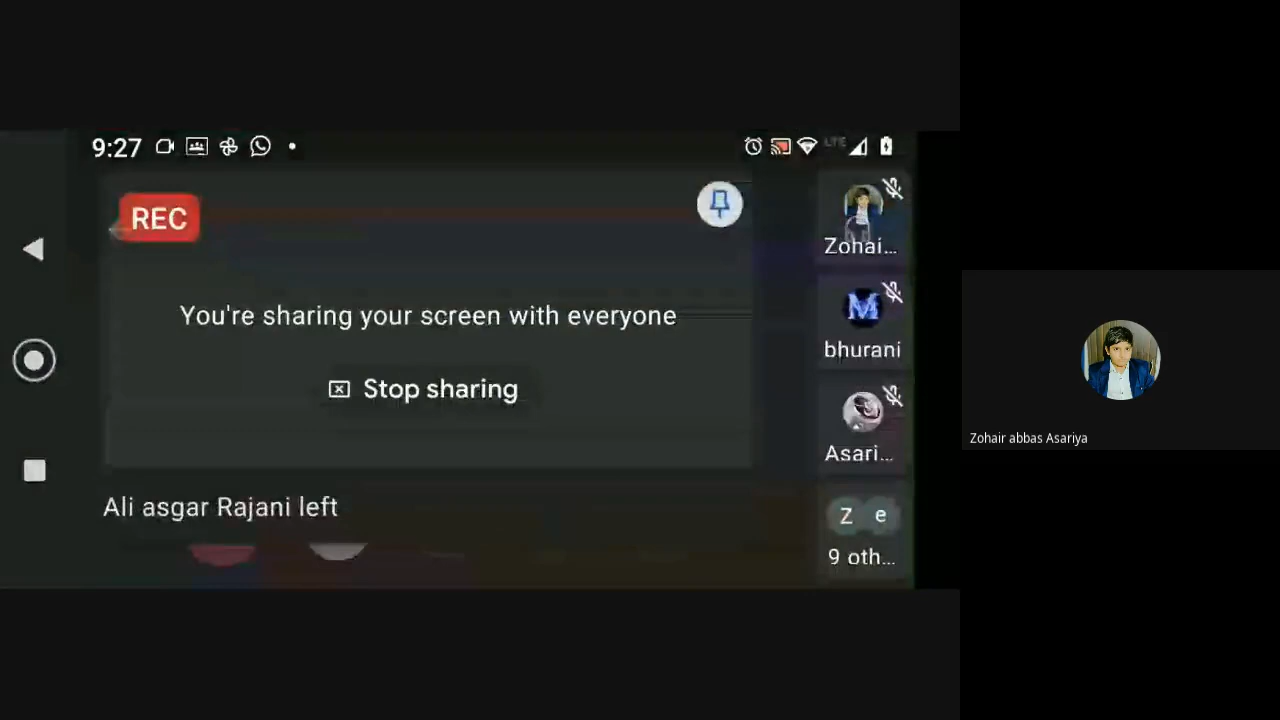 9:27
LTE
REC
You're sharing your screen with everyone
Stop sharing
Ali asgar Rajani left
Zohai...
M
bhurani
Asari...
Z e
9 oth...
Zohair abbas Asariya